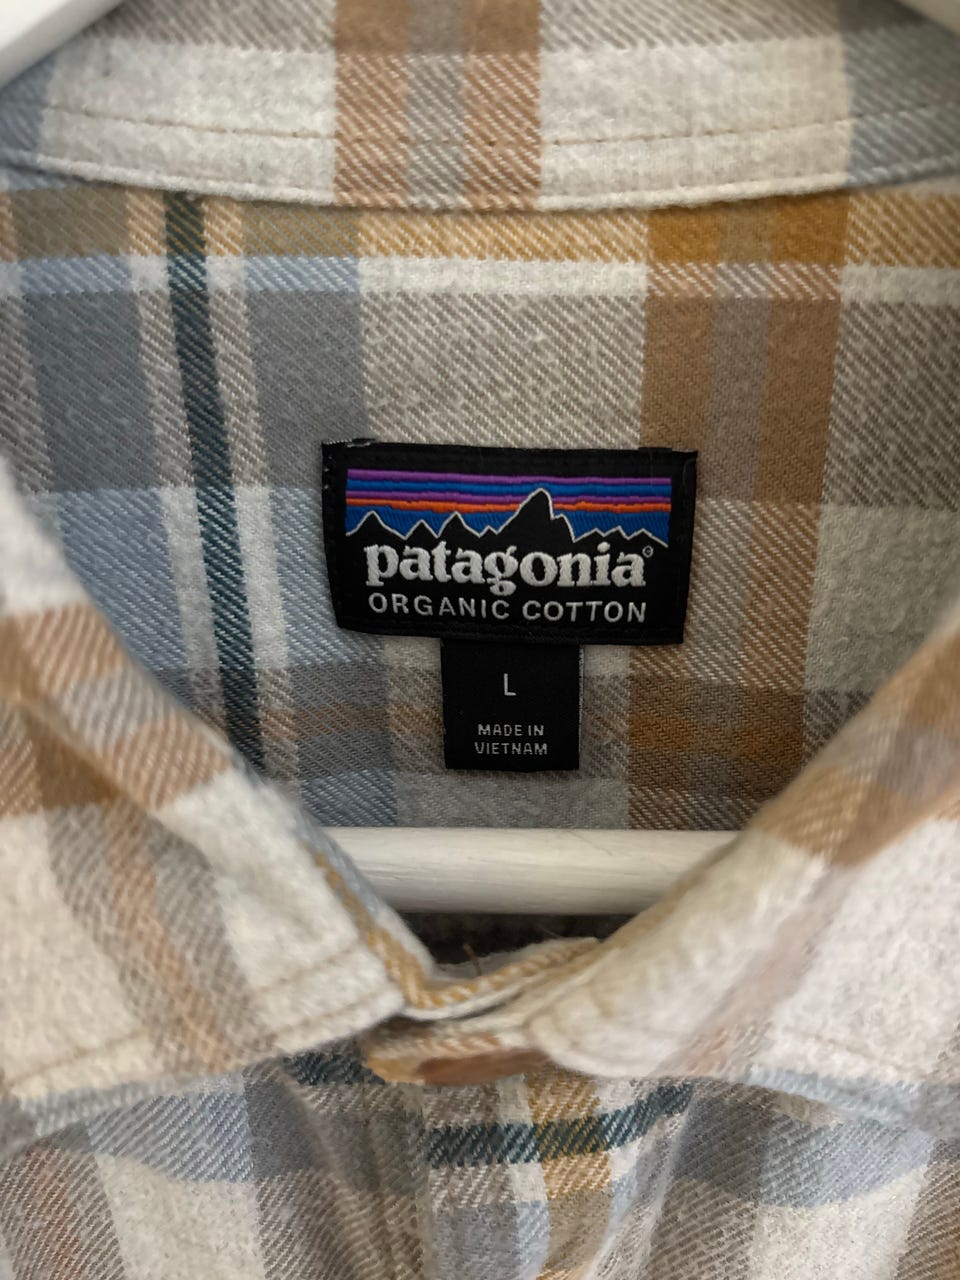 patagonia®
ORGANIC COTTON
L
MADE IN
VIETNAM